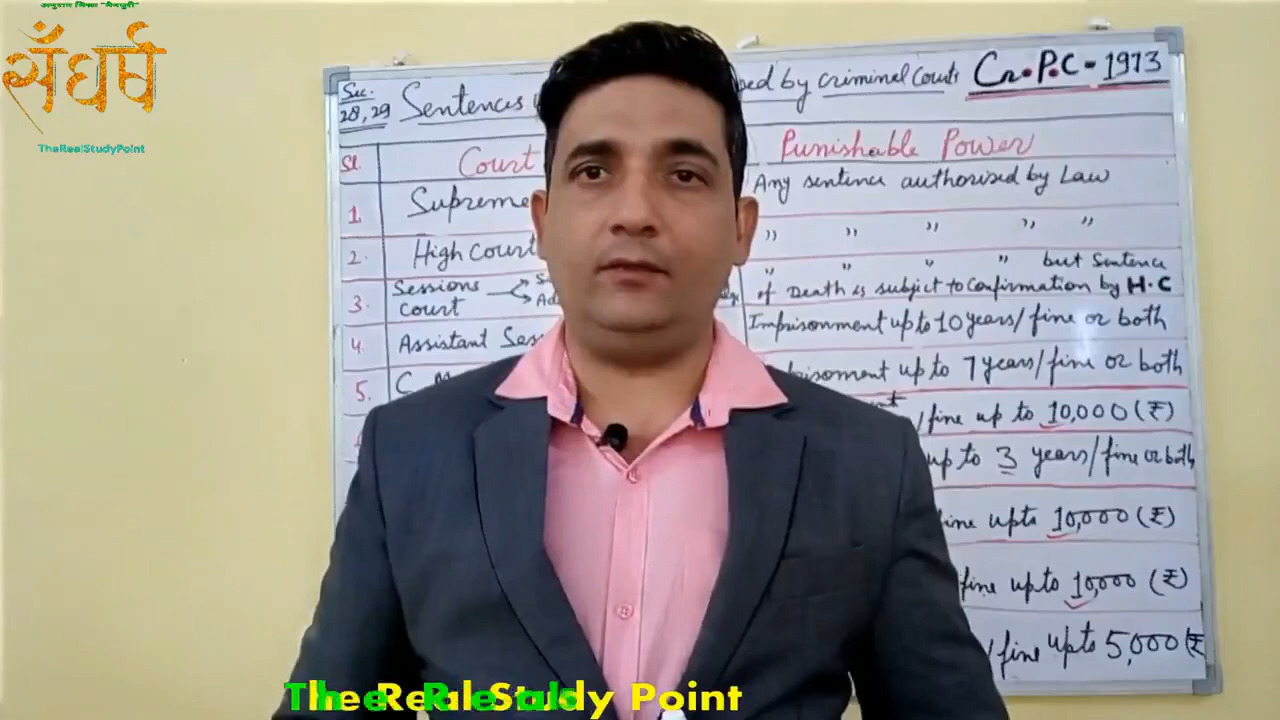 अनुराग मिश्रा "मैनपुरी"
सँघर्ष
TheRealStudyPoint
Sec. 28, 29
Sentences
by criminal Courts
Cr.P.C - 1973
Sl.
Court
Punishable Power
1.
Supreme
Any sentence authorised by Law
2.
High Court
" " " " "
3.
Sessions Court
" " " " but Sentence of Death is subject to Confirmation by H.C
4.
Assistant Ses
Imprisonment up to 10 years/fine or both
5.
C
up to 7 years/fine or both
/fine up to 10,000 (₹)
up to 3 years/fine or both
fine upto 10,000 (₹)
fine upto 10,000 (₹)
/fine upto 5,000 (₹
The Real Study Point